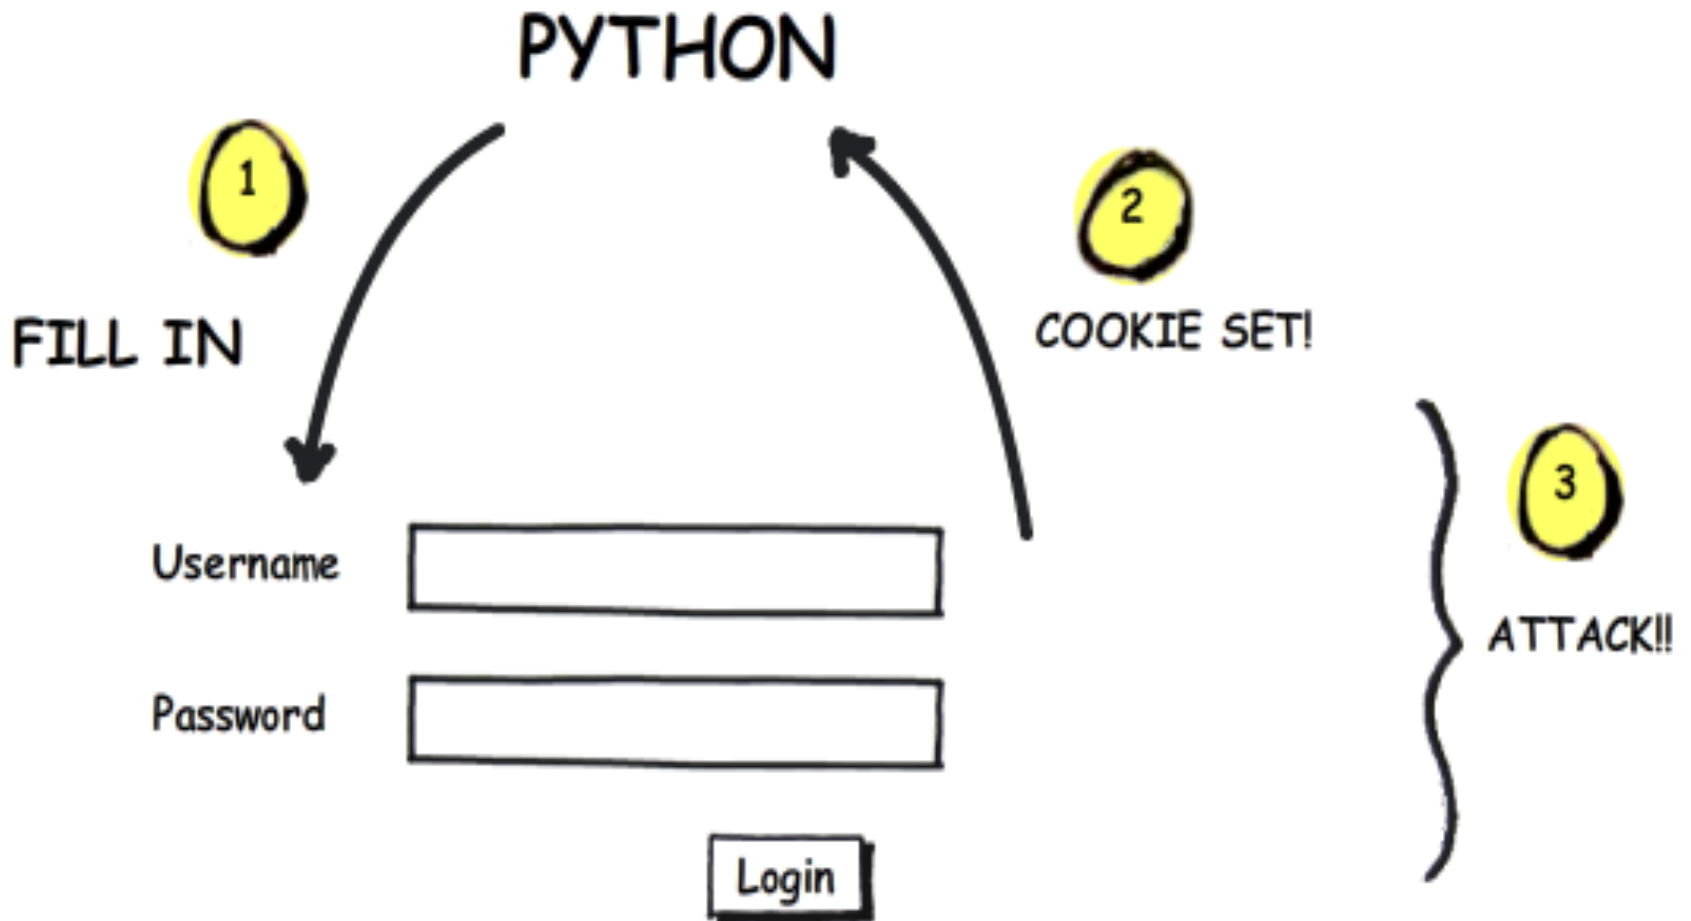 PYTHON
1
2
FILL IN
COOKIE SET!
3
Username
ATTACK!!
Password
Login